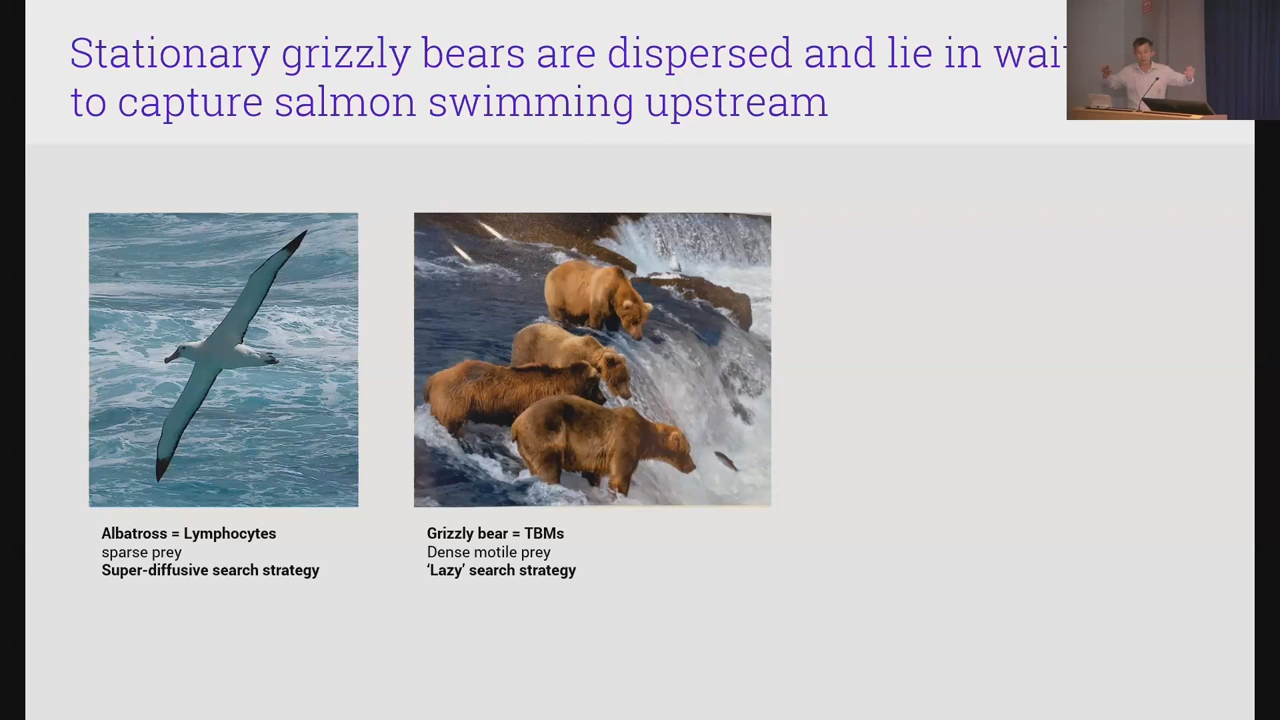 Stationary grizzly bears are dispersed and lie in wait
to capture salmon swimming upstream
Albatross = Lymphocytes
sparse prey
Super-diffusive search strategy
Grizzly bear = TBMs
Dense motile prey
‘Lazy’ search strategy